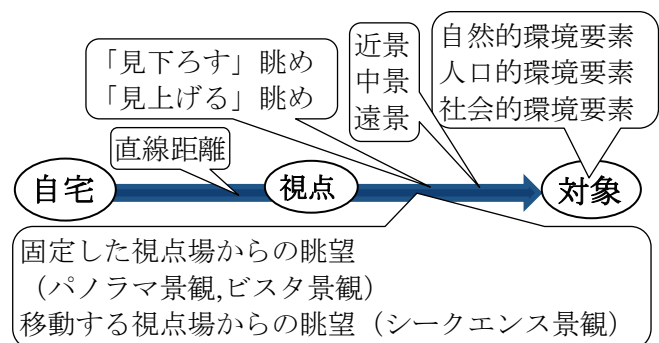 「見下ろす」眺め
「見上げる」眺め
近景
中景
遠景
自然的環境要素
人口的環境要素
社会的環境要素
直線距離
自宅
視点
対象
固定した視点場からの眺望
（パノラマ景観,ビスタ景観）
移動する視点場からの眺望（シークエンス景観）